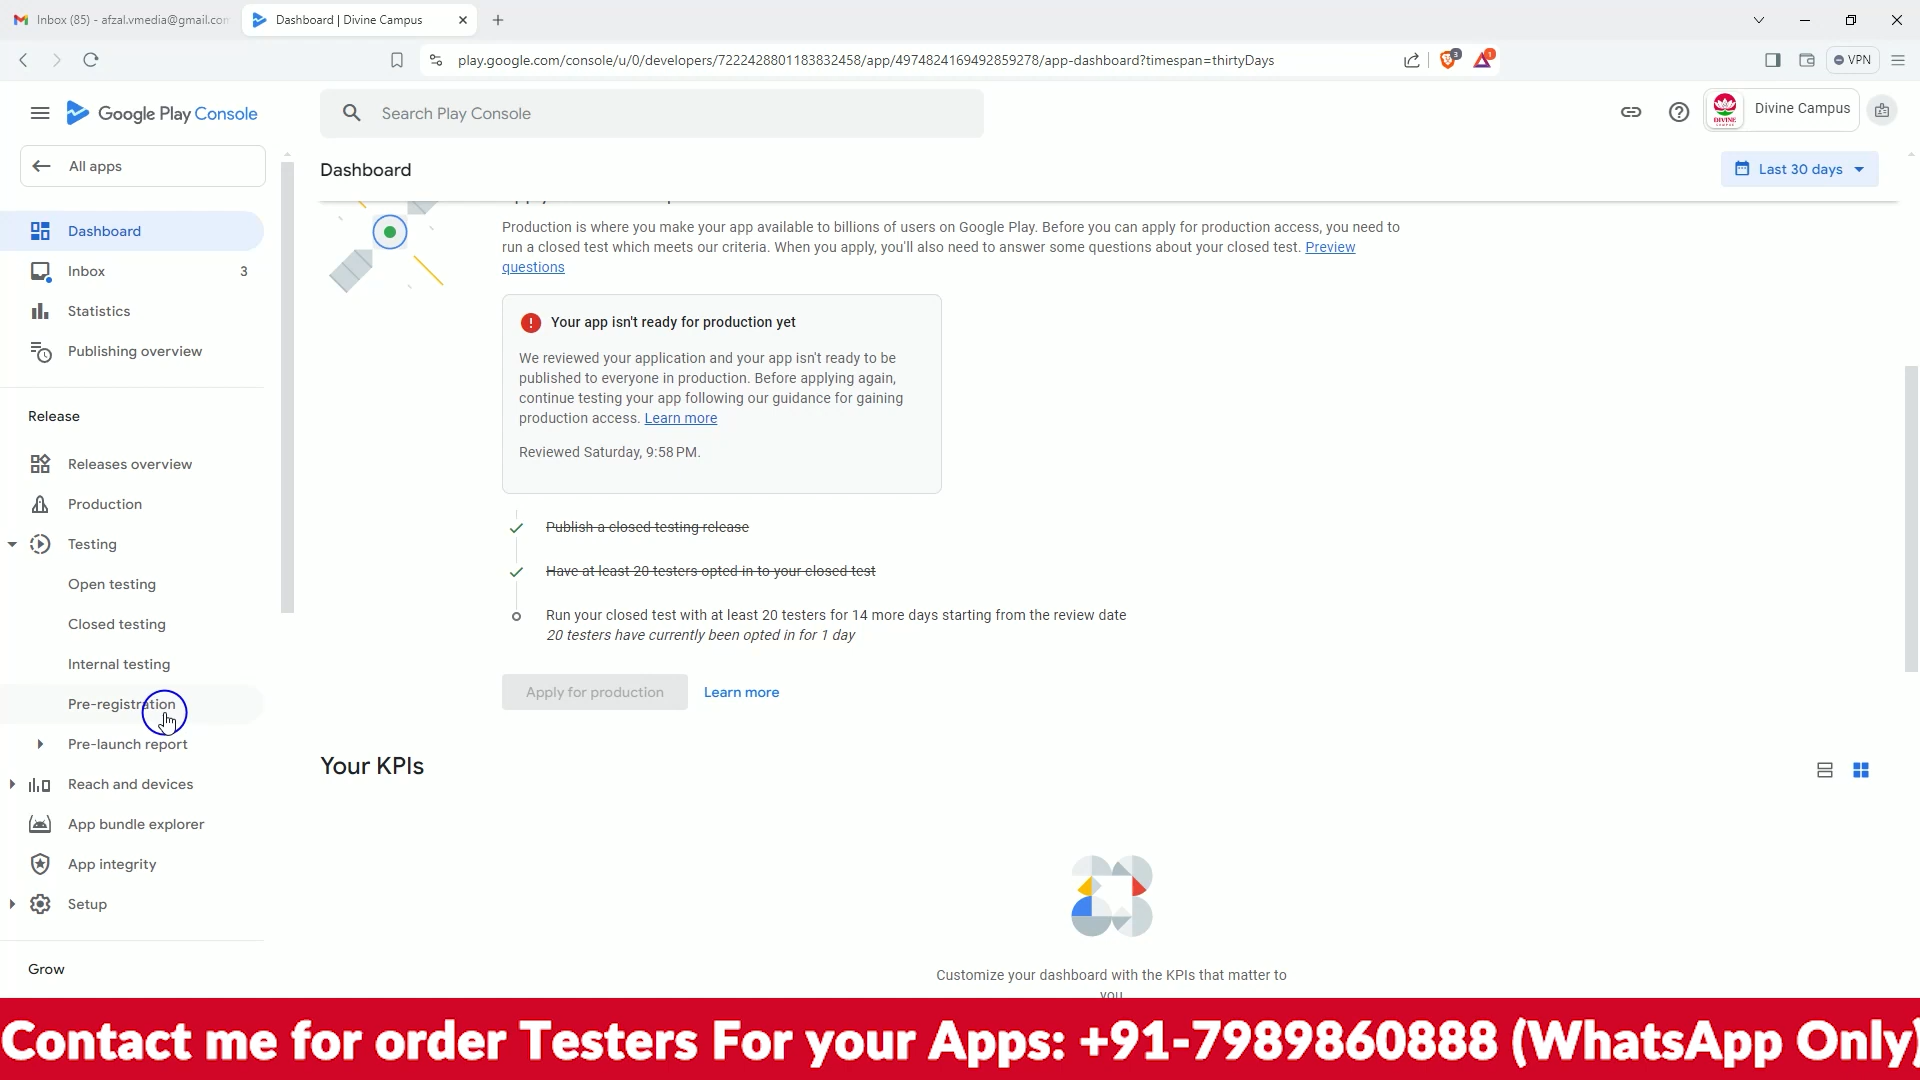 Inbox (85) - afzal.vmedia@gmail.con
Dashboard | Divine Campus
play.google.com/console/u/0/developers/7222428801183832458/app/4974824169492859278/app-dashboard?timespan=thirtyDays
3
1
VPN
Google Play Console
Search Play Console
DIVINE
Divine Campus
All apps
Dashboard
Last 30 days
Dashboard
Inbox 3
Statistics
Publishing overview
Release
Releases overview
Production
Testing
Open testing
Closed testing
Internal testing
Pre-registration
Pre-launch report
Reach and devices
App bundle explorer
App integrity
Setup
Grow
Production is where you make your app available to billions of users on Google Play. Before you can apply for production access, you need to
run a closed test which meets our criteria. When you apply, you'll also need to answer some questions about your closed test. Preview
questions
Your app isn't ready for production yet
We reviewed your application and your app isn't ready to be
published to everyone in production. Before applying again,
continue testing your app following our guidance for gaining
production access. Learn more
Reviewed Saturday, 9:58 PM.
Publish a closed testing release
Have at least 20 testers opted in to your closed test
Run your closed test with at least 20 testers for 14 more days starting from the review date
20 testers have currently been opted in for 1 day
Apply for production
Learn more
Your KPIs
Customize your dashboard with the KPIs that matter to
you
Contact me for order Testers For your Apps: +91-7989860888 (WhatsApp Only)